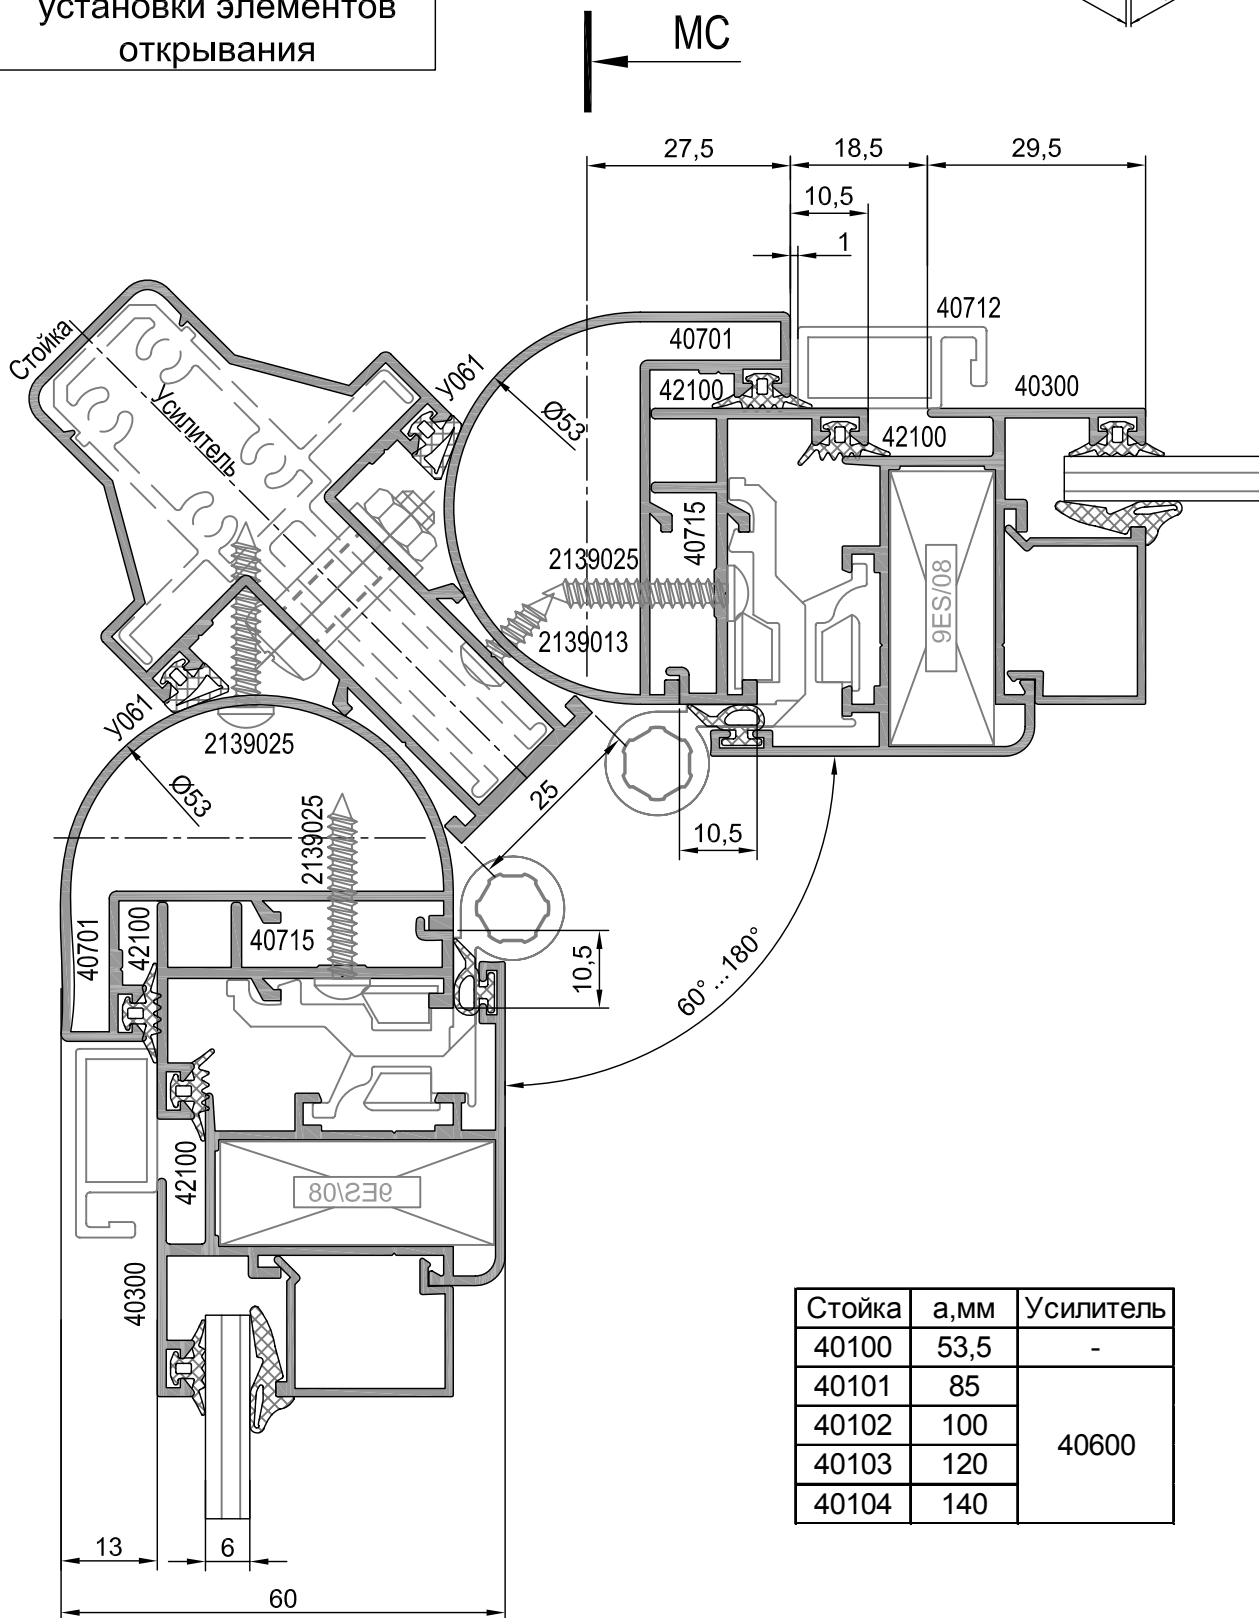 установки элементов
открывания
МС
27,5
18,5
29,5
10,5
1
40712
Стойка
40701
У061
40300
42100
Усилитель
Ø53
42100
40715
2139025
9ES/08
2139013
У061
2139025
25
Ø53
2139025
10,5
40701
42100
40715
10,5
60° ...180°
42100
9ES/08
40300
Стойка а,мм Усилитель
40100 53,5 -
40101 85
40102 100
40600
40103 120
40104 140
13
6
60